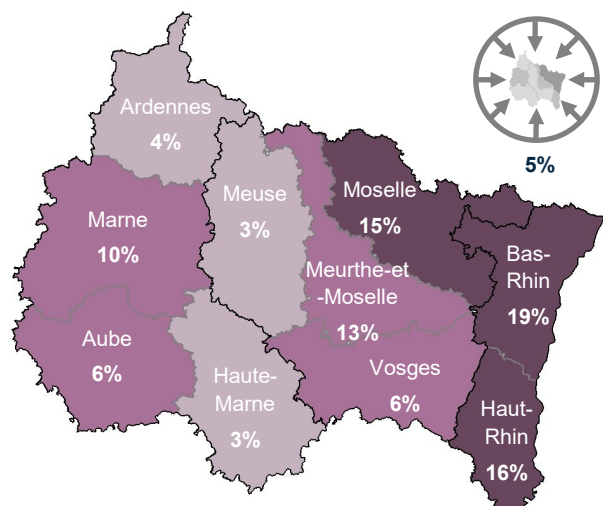 Ardennes
4%
5%
Meuse
3%
Moselle
15%
Marne
10%
Bas-
Rhin
19%
Meurthe-et
-Moselle
13%
Aube
6%
Vosges
6%
Haute-
Marne
3%
Haut-
Rhin
16%